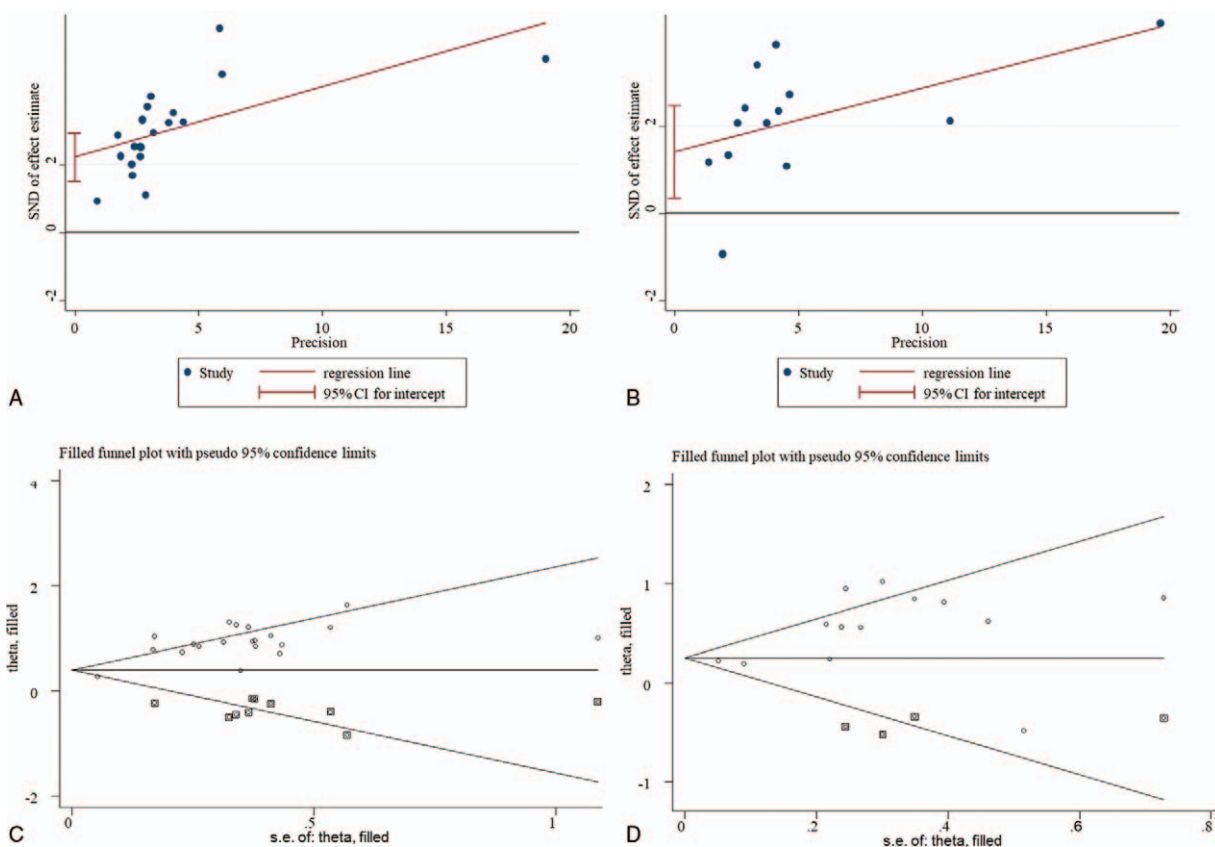 SND of effect estimate
2
0
-2
0 5 10 15 20
Precision
Study regression line
95% CI for intercept
A
SND of effect estimate
2
0
-2
0 5 10 15 20
Precision
Study regression line
95% CI for intercept
B
Filled funnel plot with pseudo 95% confidence limits
theta, filled
4
2
0
-2
0 .5 1
s.e. of: theta, filled
C
Filled funnel plot with pseudo 95% confidence limits
theta, filled
2
1
0
-1
0 .2 .4 .6 .8
s.e. of: theta, filled
D